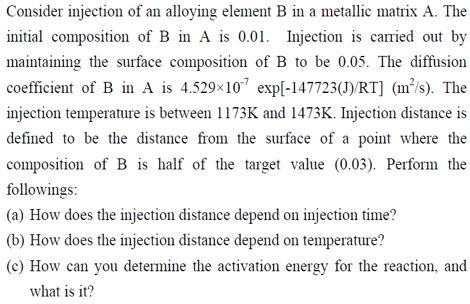 Consider injection of an alloying element B in a metallic matrix A. The
initial composition of B in A is 0.01. Injection is carried out by
maintaining the surface composition of B to be 0.05. The diffusion
coefficient of B in A is 4.529×10⁻⁷ exp[-147723(J)/RT] (m²/s). The
injection temperature is between 1173K and 1473K. Injection distance is
defined to be the distance from the surface of a point where the
composition of B is half of the target value (0.03). Perform the
followings:
(a) How does the injection distance depend on injection time?
(b) How does the injection distance depend on temperature?
(c) How can you determine the activation energy for the reaction, and
what is it?